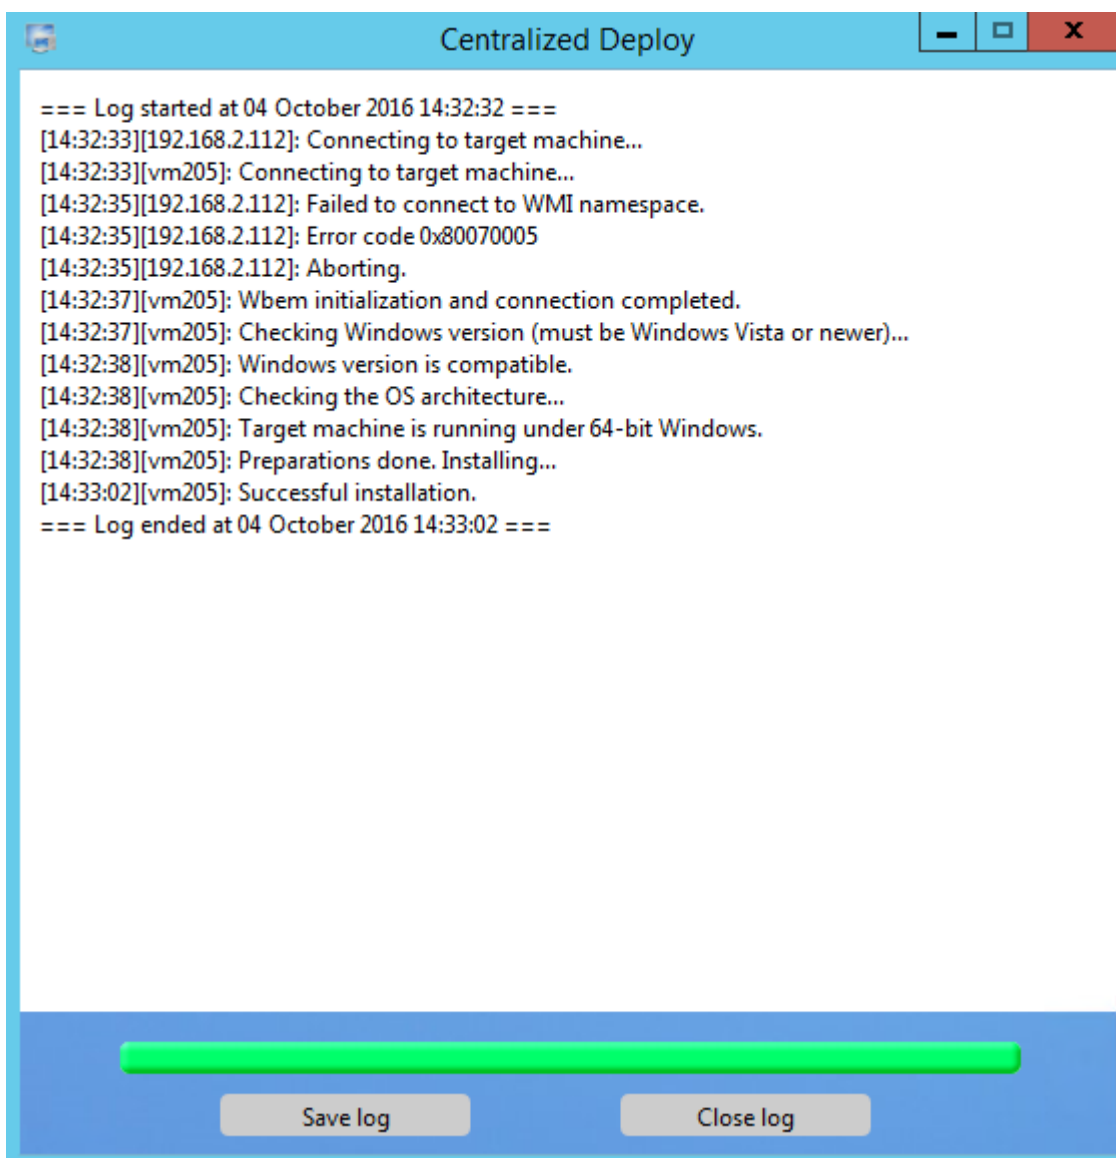 Centralized Deploy
=== Log started at 04 October 2016 14:32:32 ===
[14:32:33][192.168.2.112]: Connecting to target machine...
[14:32:33][vm205]: Connecting to target machine...
[14:32:35][192.168.2.112]: Failed to connect to WMI namespace.
[14:32:35][192.168.2.112]: Error code 0x80070005
[14:32:35][192.168.2.112]: Aborting.
[14:32:37][vm205]: Wbem initialization and connection completed.
[14:32:37][vm205]: Checking Windows version (must be Windows Vista or newer)...
[14:32:38][vm205]: Windows version is compatible.
[14:32:38][vm205]: Checking the OS architecture...
[14:32:38][vm205]: Target machine is running under 64-bit Windows.
[14:32:38][vm205]: Preparations done. Installing...
[14:33:02][vm205]: Successful installation.
=== Log ended at 04 October 2016 14:33:02 ===
Save log Close log